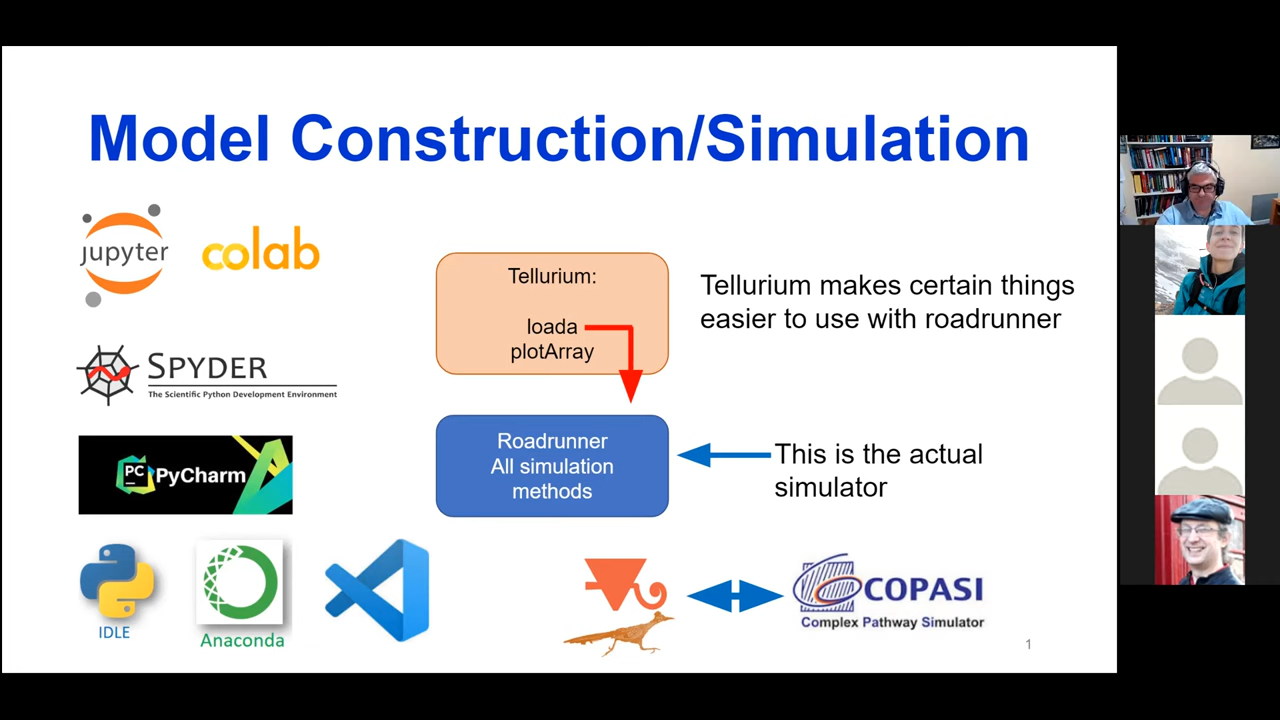 Model Construction/Simulation
jupyter
colab
SPYDER
The Scientific Python Development Environment
PC
PyCharm
IDLE
Anaconda
Tellurium:
loada
plotArray
Tellurium makes certain things
easier to use with roadrunner
Roadrunner
All simulation
methods
This is the actual
simulator
COPASI
Complex Pathway Simulator
1